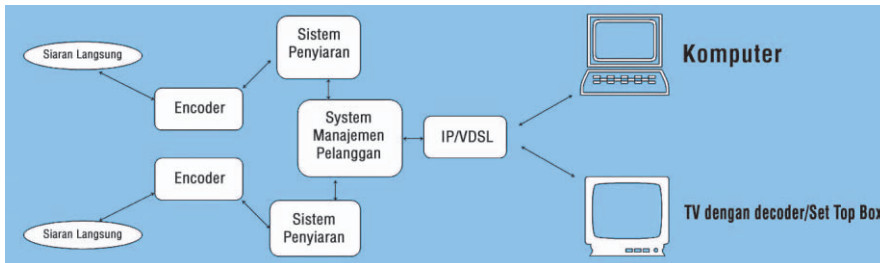 Siaran Langsung
Encoder
Sistem
Penyiaran
System
Manajemen
Pelanggan
IP/VDSL
Komputer
Encoder
Siaran Langsung
Sistem
Penyiaran
TV dengan decoder/Set Top Box